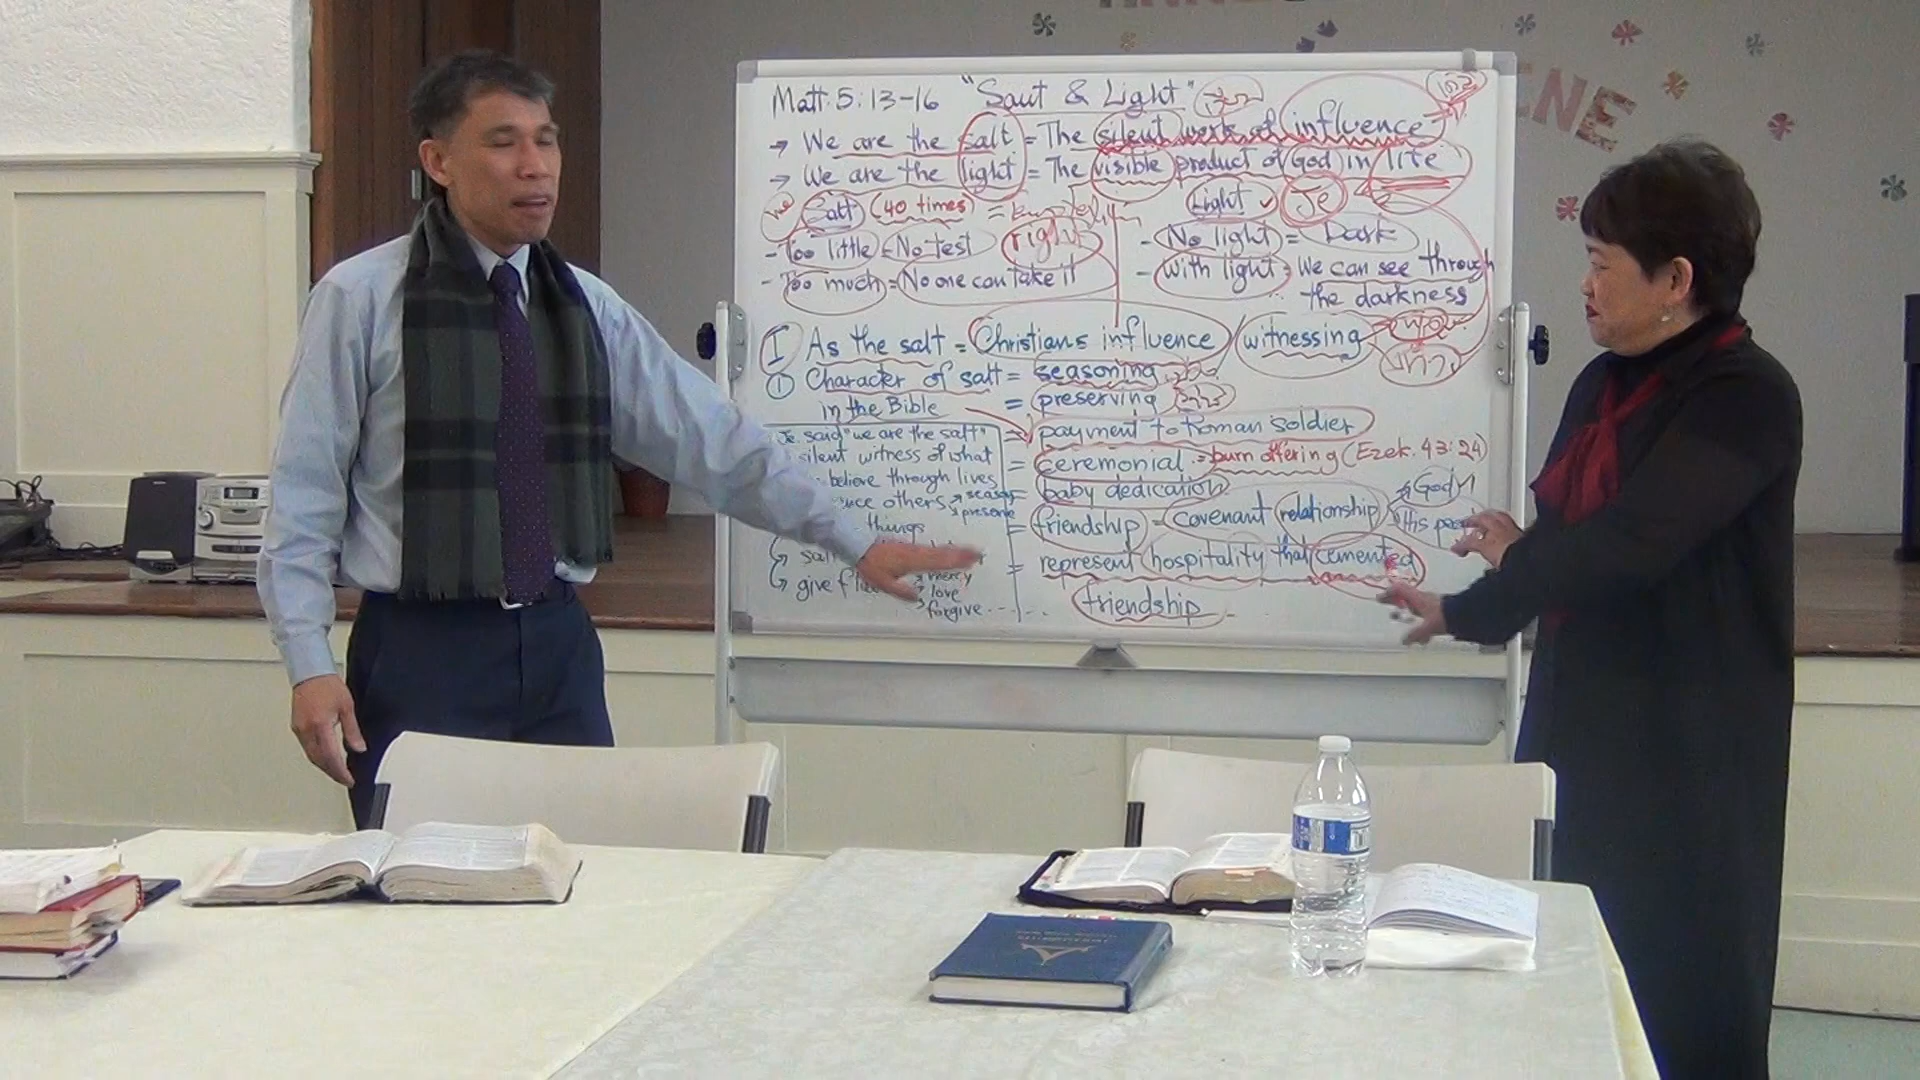 Matt. 5:13-16 "Saut & Light"
→ We are the salt = The silent work of influence
→ We are the light = The visible product of God in life
me Salt (40 times) =
- Too little = No test right
- Too much = No one can take it
Light ✓ Je
- No light = Dark
- With light = We can see through
the darkness
I As the salt = Christians influence / witnessing
① Character of salt = seasoning
in the Bible = preserving
→ payment to Roman soldier
= ceremonial = burn offering (Ezek. 43:24)
= baby dedication
= friendship = covenant relationship God
His
= represent hospitality that cemented
friendship
Je. said "we are the salt"
silent witness of what
believe through lives
others → season
→ preserve
things
→ salt
→ give
→ mercy
→ love
→ forgive ....
ENE